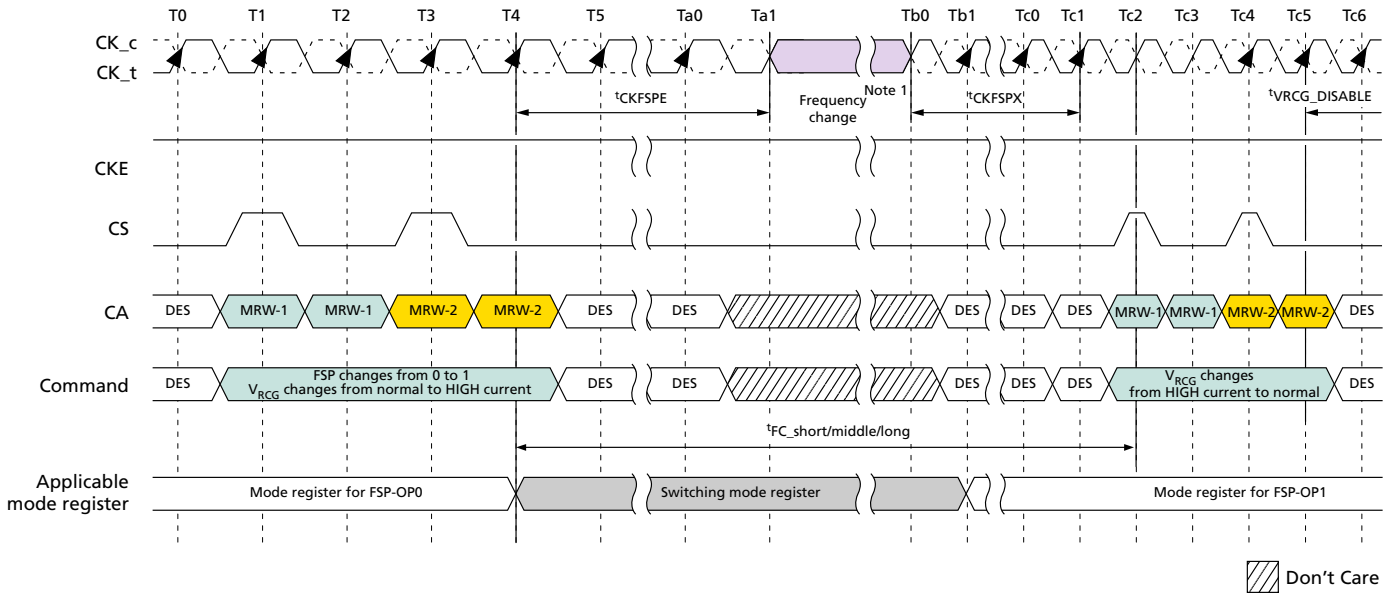 T0 T1 T2 T3 T4 T5 Ta0 Ta1 Tb0 Tb1 Tc0 Tc1 Tc2 Tc3 Tc4 Tc5 Tc6
CK_c
CK_t
tCKFSPE
Frequency
change
Note 1
tCKFSPX
tVRCG_DISABLE
CKE
CS
CA
DES MRW-1 MRW-1 MRW-2 MRW-2 DES DES DES DES DES MRW-1 MRW-1 MRW-2 MRW-2 DES
Command
DES
FSP changes from 0 to 1
VRCG changes from normal to HIGH current
DES DES DES DES DES
VRCG changes
from HIGH current to normal
DES
tFC_short/middle/long
Applicable
mode register
Mode register for FSP-OP0
Switching mode register
Mode register for FSP-OP1
Don't Care